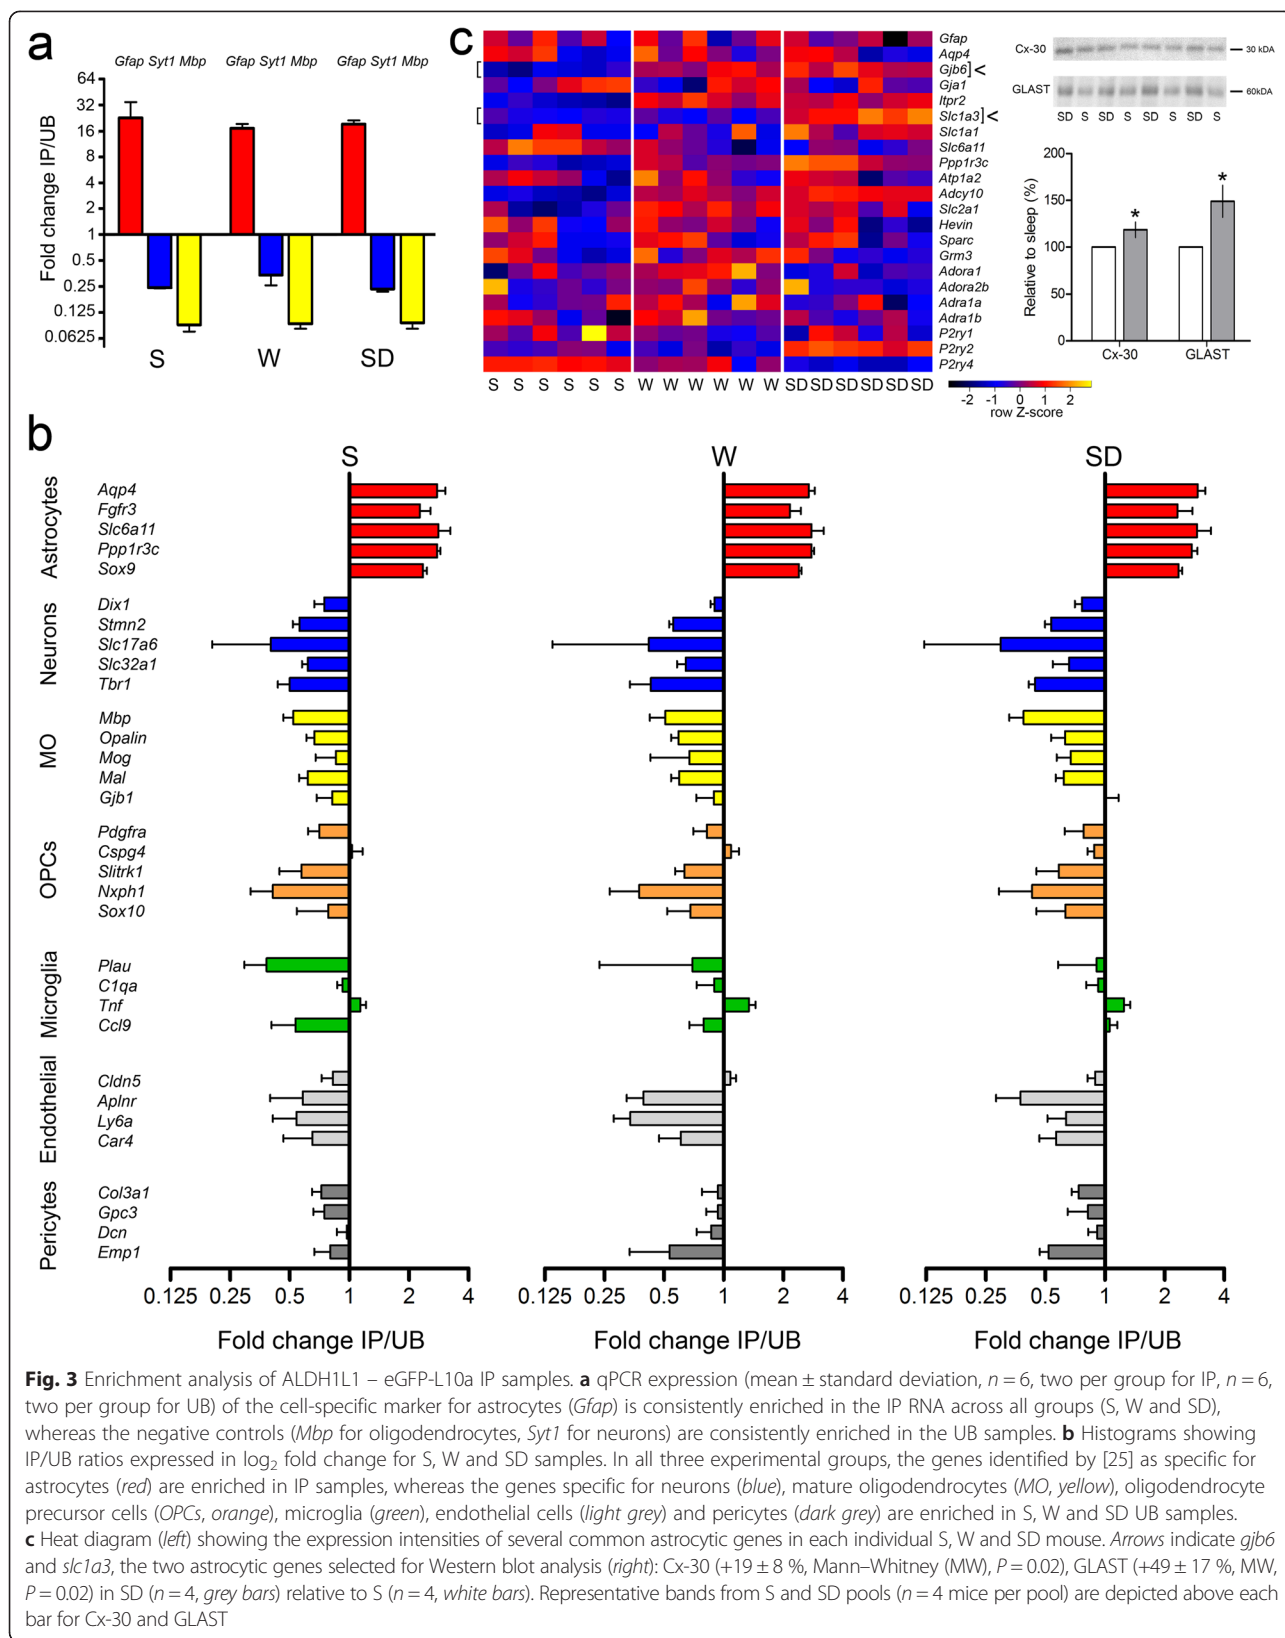 a
Gfap Syt1 Mbp Gfap Syt1 Mbp Gfap Syt1 Mbp
64
32
16
8
4
2
1
0.5
0.25
0.125
0.0625
Fold change IP/UB
S W SD
c
Gfap
Aqp4
[ Gjb6 ]<
Gja1
Itpr2
[ Slc1a3 ]<
Slc1a1
Slc6a11
Ppp1r3c
Atp1a2
Adcy10
Slc2a1
Hevin
Sparc
Grm3
Adora1
Adora2b
Adra1a
Adra1b
P2ry1
P2ry2
P2ry4
S S S S S S W W W W W W SD SD SD SD SD SD
-2 -1 0 1 2
row Z-score
Cx-30 30 kDA
GLAST 60kDA
SD S SD S SD S SD S
200
150
100
50
0
Relative to sleep (%)
* *
Cx-30 GLAST
b
S W SD
Astrocytes
Aqp4
Fgfr3
Slc6a11
Ppp1r3c
Sox9
Neurons
Dix1
Stmn2
Slc17a6
Slc32a1
Tbr1
MO
Mbp
Opalin
Mog
Mal
Gjb1
OPCs
Pdgfra
Cspg4
Slitrk1
Nxph1
Sox10
Microglia
Plau
C1qa
Tnf
Ccl9
Endothelial
Cldn5
Aplnr
Ly6a
Car4
Pericytes
Col3a1
Gpc3
Dcn
Emp1
0.125 0.25 0.5 1 2 4 0.125 0.25 0.5 1 2 4 0.125 0.25 0.5 1 2 4
Fold change IP/UB Fold change IP/UB Fold change IP/UB
Fig. 3 Enrichment analysis of ALDH1L1 – eGFP-L10a IP samples. a qPCR expression (mean ± standard deviation, n = 6, two per group for IP, n = 6,
two per group for UB) of the cell-specific marker for astrocytes (Gfap) is consistently enriched in the IP RNA across all groups (S, W and SD),
whereas the negative controls (Mbp for oligodendrocytes, Syt1 for neurons) are consistently enriched in the UB samples. b Histograms showing
IP/UB ratios expressed in log2 fold change for S, W and SD samples. In all three experimental groups, the genes identified by [25] as specific for
astrocytes (red) are enriched in IP samples, whereas the genes specific for neurons (blue), mature oligodendrocytes (MO, yellow), oligodendrocyte
precursor cells (OPCs, orange), microglia (green), endothelial cells (light grey) and pericytes (dark grey) are enriched in S, W and SD UB samples.
c Heat diagram (left) showing the expression intensities of several common astrocytic genes in each individual S, W and SD mouse. Arrows indicate gjb6
and slc1a3, the two astrocytic genes selected for Western blot analysis (right): Cx-30 (+19 ± 8 %, Mann–Whitney (MW), P = 0.02), GLAST (+49 ± 17 %, MW,
P = 0.02) in SD (n = 4, grey bars) relative to S (n = 4, white bars). Representative bands from S and SD pools (n = 4 mice per pool) are depicted above each
bar for Cx-30 and GLAST